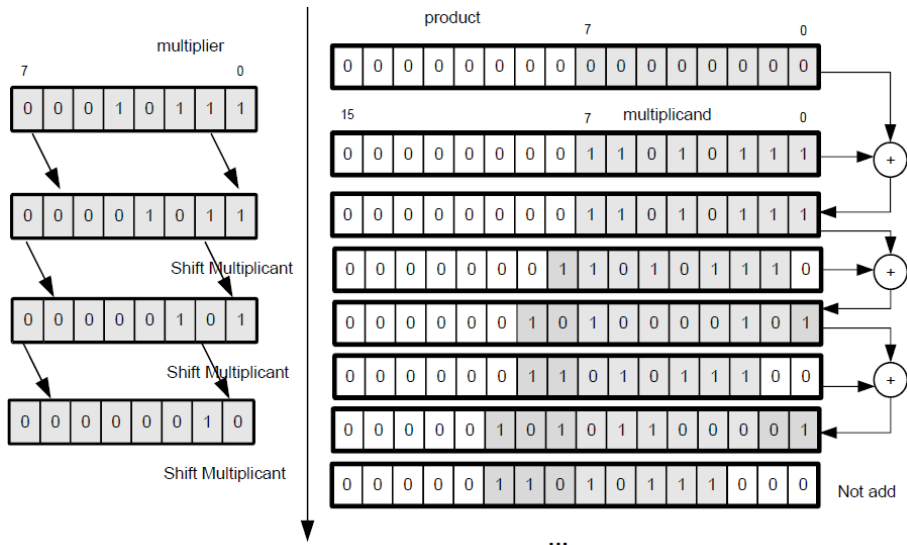 multiplier
7 0
0 0 0 1 0 1 1 1
0 0 0 0 1 0 1 1
Shift Multiplicant
0 0 0 0 0 1 0 1
Shift Multiplicant
0 0 0 0 0 0 1 0
Shift Multiplicant
product
7 0
0 0 0 0 0 0 0 0 0 0 0 0 0 0 0 0
15 7 multiplicand 0
0 0 0 0 0 0 0 0 1 1 0 1 0 1 1 1
+
0 0 0 0 0 0 0 0 1 1 0 1 0 1 1 1
0 0 0 0 0 0 0 1 1 0 1 0 1 1 1 0
+
0 0 0 0 0 0 1 0 1 0 0 0 0 1 0 1
0 0 0 0 0 0 1 1 0 1 0 1 1 1 0 0
+
0 0 0 0 0 1 0 1 0 1 1 0 0 0 0 1
0 0 0 0 0 1 1 0 1 0 1 1 1 0 0 0
Not add
...